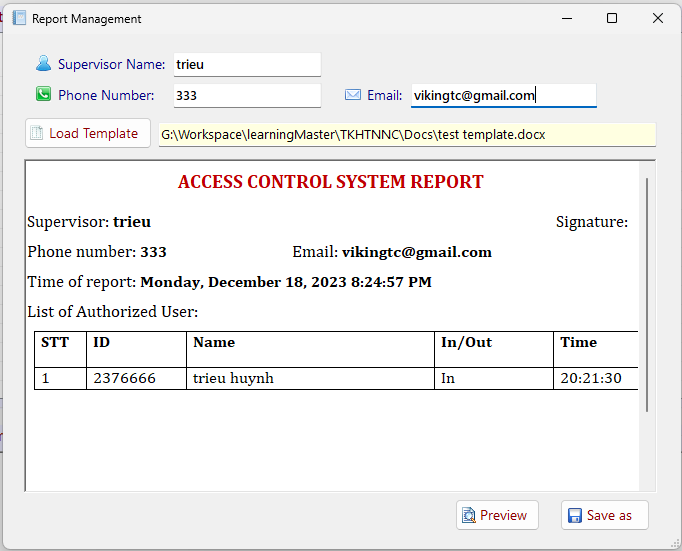 Report Management
Supervisor Name: trieu
Phone Number: 333 Email: vikingtc@gmail.com
Load Template G:\Workspace\learningMaster\TKHTNNC\Docs\test template.docx
ACCESS CONTROL SYSTEM REPORT
Supervisor: trieu Signature:
Phone number: 333 Email: vikingtc@gmail.com
Time of report: Monday, December 18, 2023 8:24:57 PM
List of Authorized User:
STT ID Name In/Out Time
1 2376666 trieu huynh In 20:21:30
Preview Save as